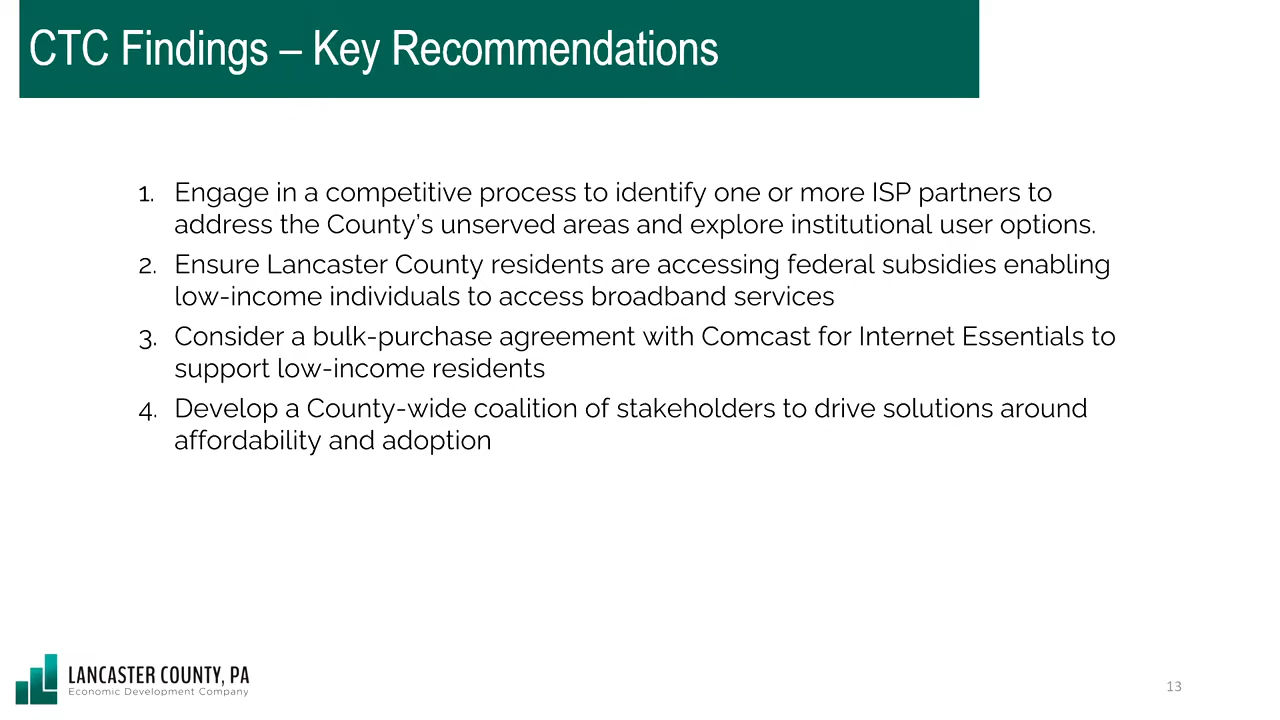 CTC Findings – Key Recommendations
1. Engage in a competitive process to identify one or more ISP partners to
address the County's unserved areas and explore institutional user options.
2. Ensure Lancaster County residents are accessing federal subsidies enabling
low-income individuals to access broadband services
3. Consider a bulk-purchase agreement with Comcast for Internet Essentials to
support low-income residents
4. Develop a County-wide coalition of stakeholders to drive solutions around
affordability and adoption
LANCASTER COUNTY, PA
Economic Development Company
13